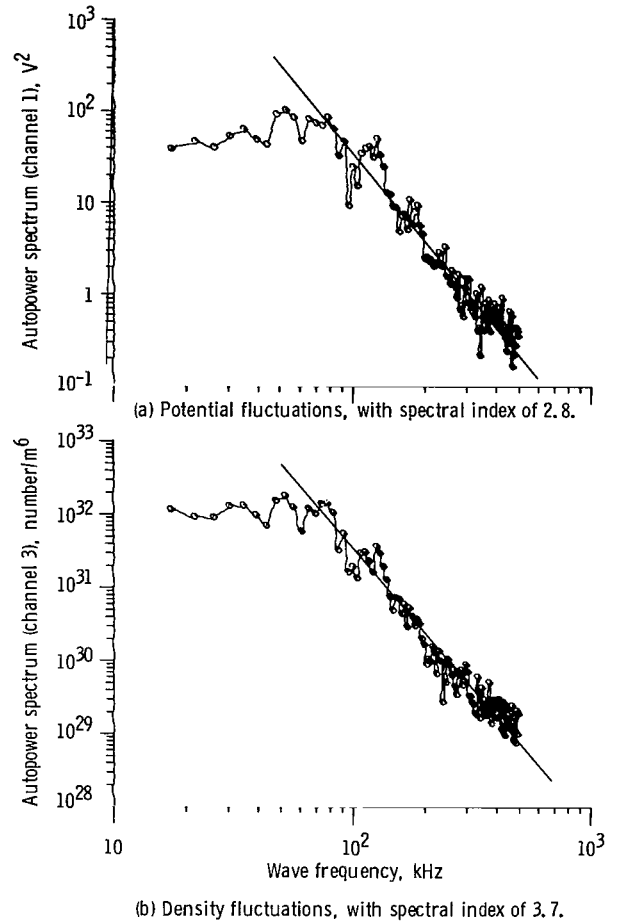 10³
10²
10
1
10⁻¹
Autopower spectrum (channel 1), V²
(a) Potential fluctuations, with spectral index of 2.8.
10³³
10³²
10³¹
10³⁰
10²⁹
10²⁸
Autopower spectrum (channel 3), number/m⁶
10 10² 10³
Wave frequency, kHz
(b) Density fluctuations, with spectral index of 3.7.